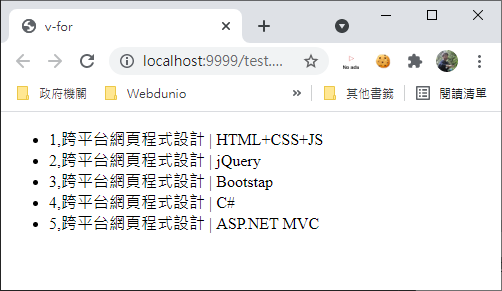 v-for
localhost:9999/test....
No ads
政府機關
Webdunio
»
其他書籤
閱讀清單
1,跨平台網頁程式設計 | HTML+CSS+JS
2,跨平台網頁程式設計 | jQuery
3,跨平台網頁程式設計 | Bootstap
4,跨平台網頁程式設計 | C#
5,跨平台網頁程式設計 | ASP.NET MVC